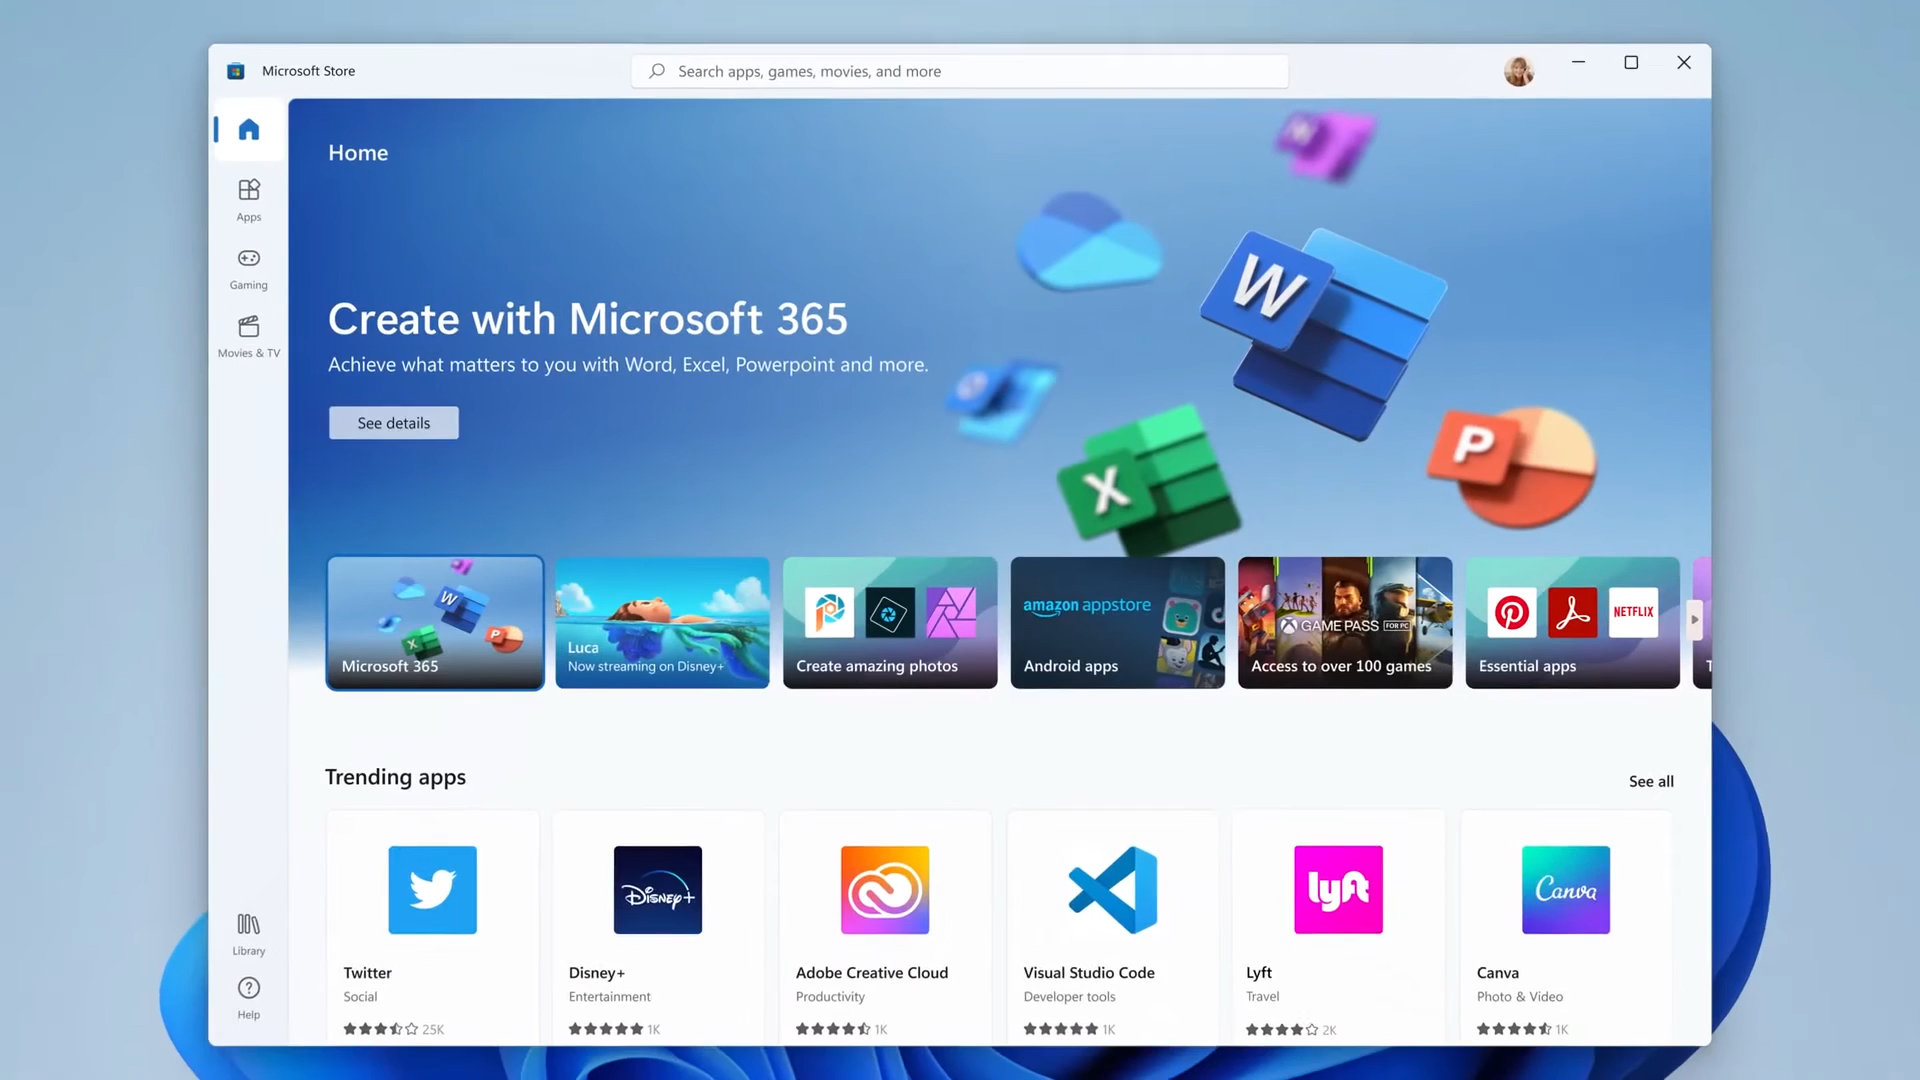 Microsoft Store
Search apps, games, movies, and more
Home
Apps
Gaming
Movies & TV
Create with Microsoft 365
Achieve what matters to you with Word, Excel, Powerpoint and more.
See details
W
X
P
W
X
P
Microsoft 365
Luca
Now streaming on Disney+
Create amazing photos
amazon appstore
Android apps
GAME PASS FOR PC
Access to over 100 games
NETFLIX
Essential apps
T
Trending apps
See all
Disney+
lyft
Canva
Twitter
Social
25K
Disney+
Entertainment
1K
Adobe Creative Cloud
Productivity
1K
Visual Studio Code
Developer tools
1K
Lyft
Travel
2K
Canva
Photo & Video
1K
Library
Help